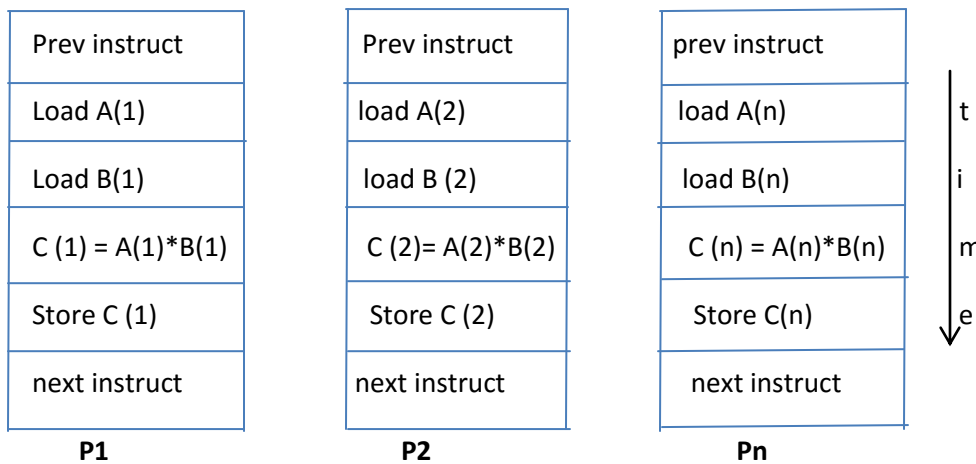 Prev instruct Prev instruct prev instruct
Load A(1) load A(2) load A(n) t
Load B(1) load B (2) load B(n) i
C (1) = A(1)*B(1) C (2)= A(2)*B(2) C (n) = A(n)*B(n) m
Store C (1) Store C (2) Store C(n) e
next instruct next instruct next instruct
P1 P2 Pn